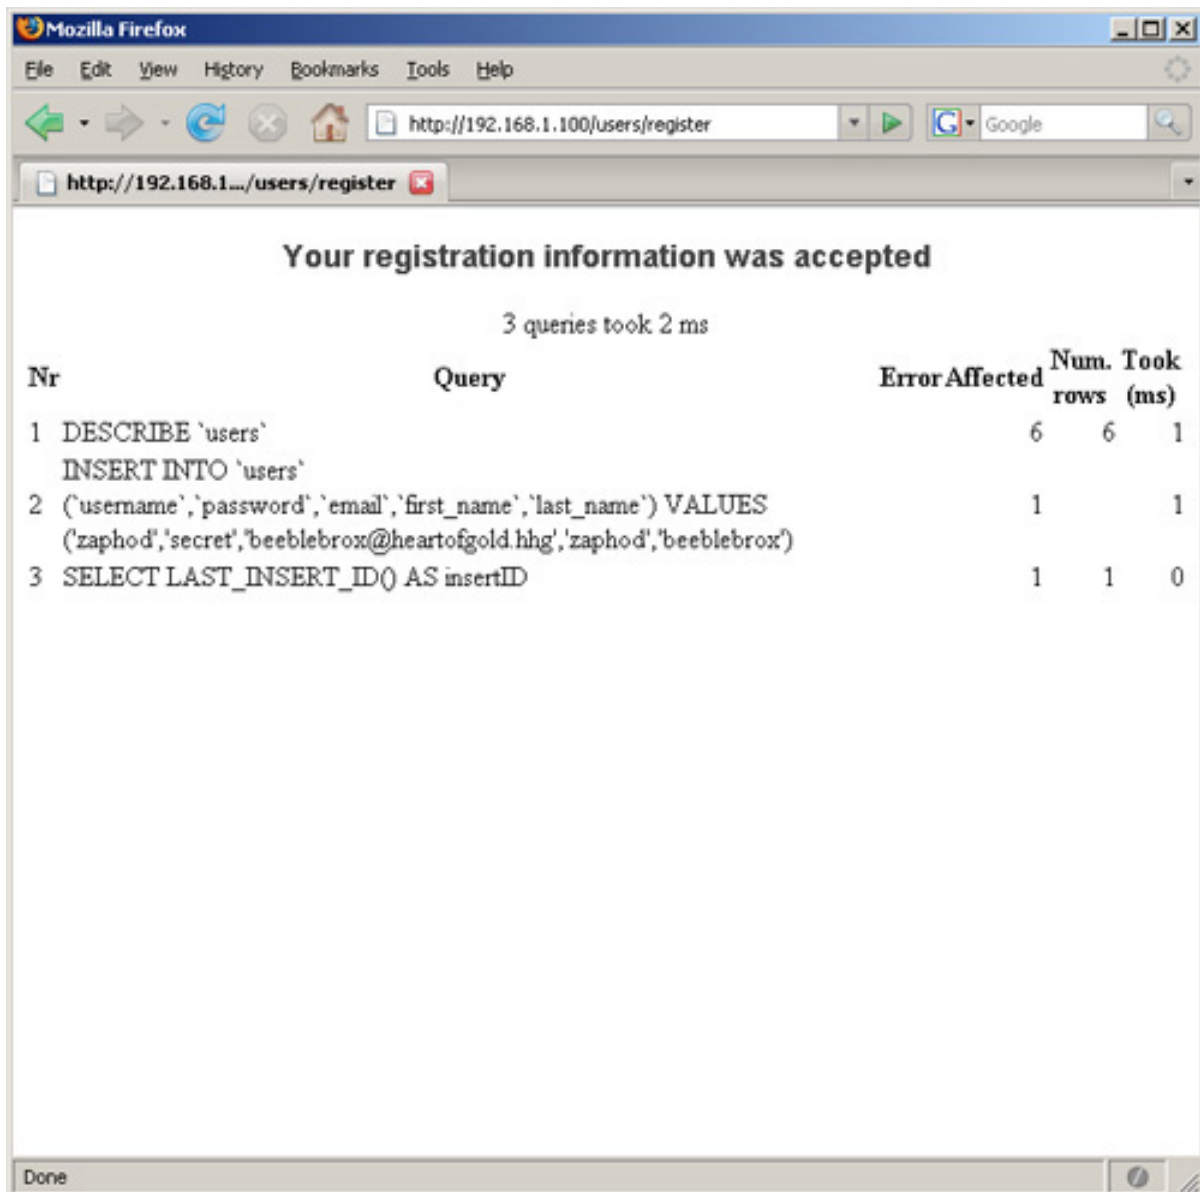 Mozilla Firefox
File Edit View History Bookmarks Tools Help
http://192.168.1.100/users/register G Google
http://192.168.1.../users/register
Your registration information was accepted
3 queries took 2 ms
Nr Query Error Affected Num. rows Took (ms)
1 DESCRIBE `users` 6 6 1
INSERT INTO `users`
2 (`username`,`password`,`email`,`first_name`,`last_name`) VALUES 1 1
('zaphod','secret','beeblebrox@heartofgold.hhg','zaphod','beeblebrox')
3 SELECT LAST_INSERT_ID() AS insertID 1 1 0
Done